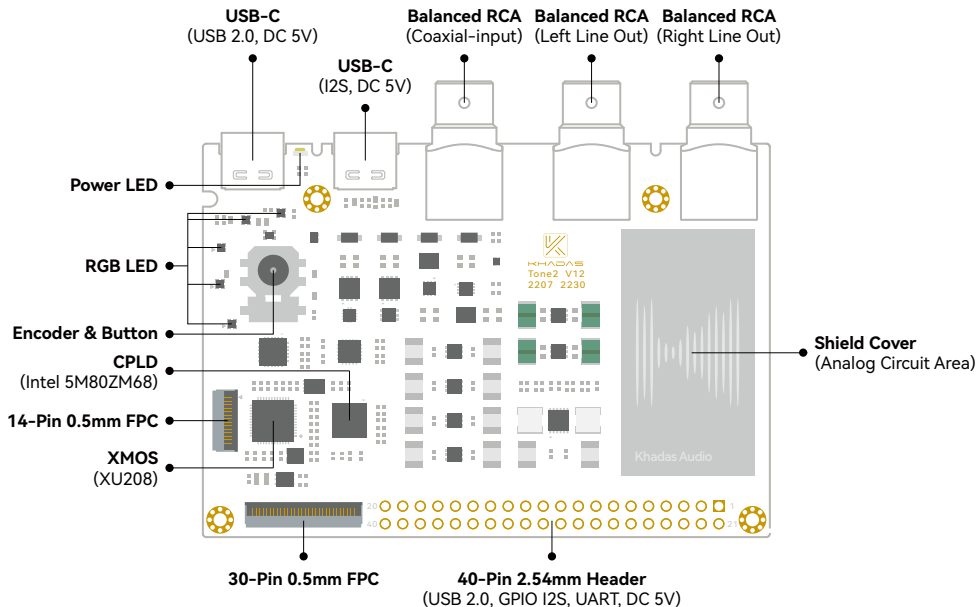 USB-C
(USB 2.0, DC 5V)
USB-C
(I2S, DC 5V)
Balanced RCA
(Coaxial-input)
Balanced RCA
(Left Line Out)
Balanced RCA
(Right Line Out)
Power LED
RGB LED
Encoder & Button
CPLD
(Intel 5M80ZM68)
14-Pin 0.5mm FPC
XMOS
(XU208)
KHADAS
Tone2 V12
2207 2230
Shield Cover
(Analog Circuit Area)
Khadas Audio
20
1
40
21
30-Pin 0.5mm FPC
40-Pin 2.54mm Header
(USB 2.0, GPIO I2S, UART, DC 5V)